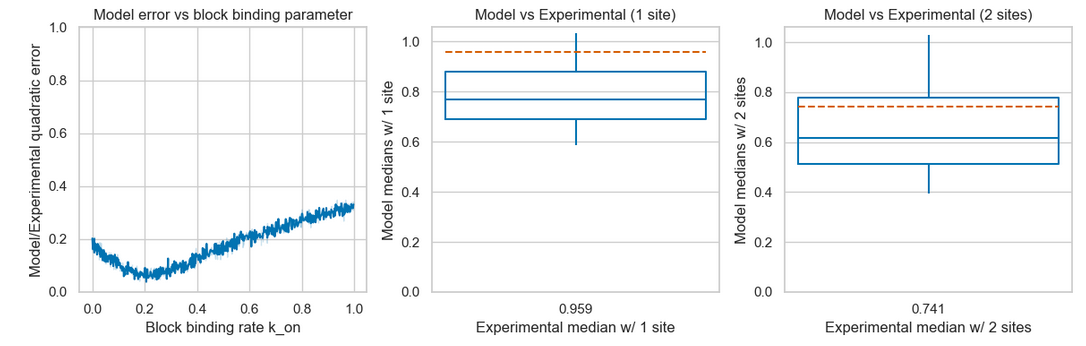 Model error vs block binding parameter
Model/Experimental quadratic error
1.0
0.8
0.6
0.4
0.2
0.0
0.0 0.2 0.4 0.6 0.8 1.0
Block binding rate k_on
Model vs Experimental (1 site)
Model medians w/ 1 site
1.0
0.8
0.6
0.4
0.2
0.0
0.959
Experimental median w/ 1 site
Model vs Experimental (2 sites)
Model medians w/ 2 sites
1.0
0.8
0.6
0.4
0.2
0.0
0.741
Experimental median w/ 2 sites